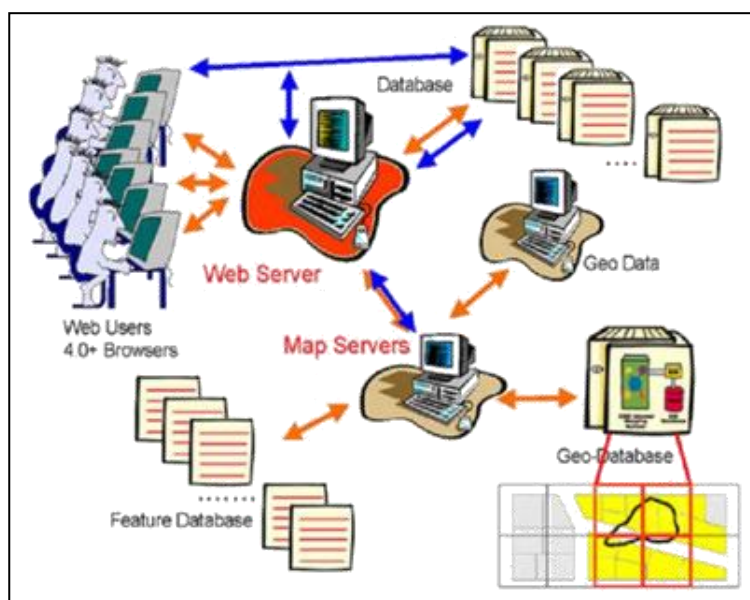 Database
Web Server
Geo Data
Web Users
4.0+ Browsers
Map Servers
Geo-Database
Feature Database